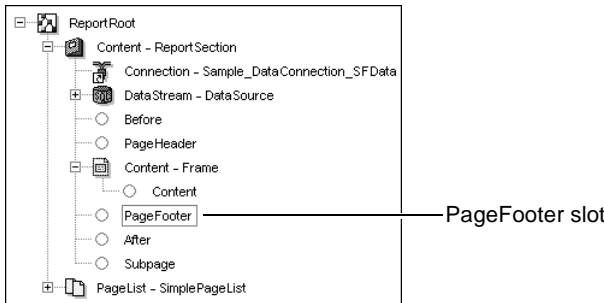 ReportRoot
Content - ReportSection
Connection - Sample_DataConnection_SFData
DataStream - DataSource
Before
PageHeader
Content - Frame
Content
PageFooter
PageFooter slot
After
Subpage
PageList - SimplePageList